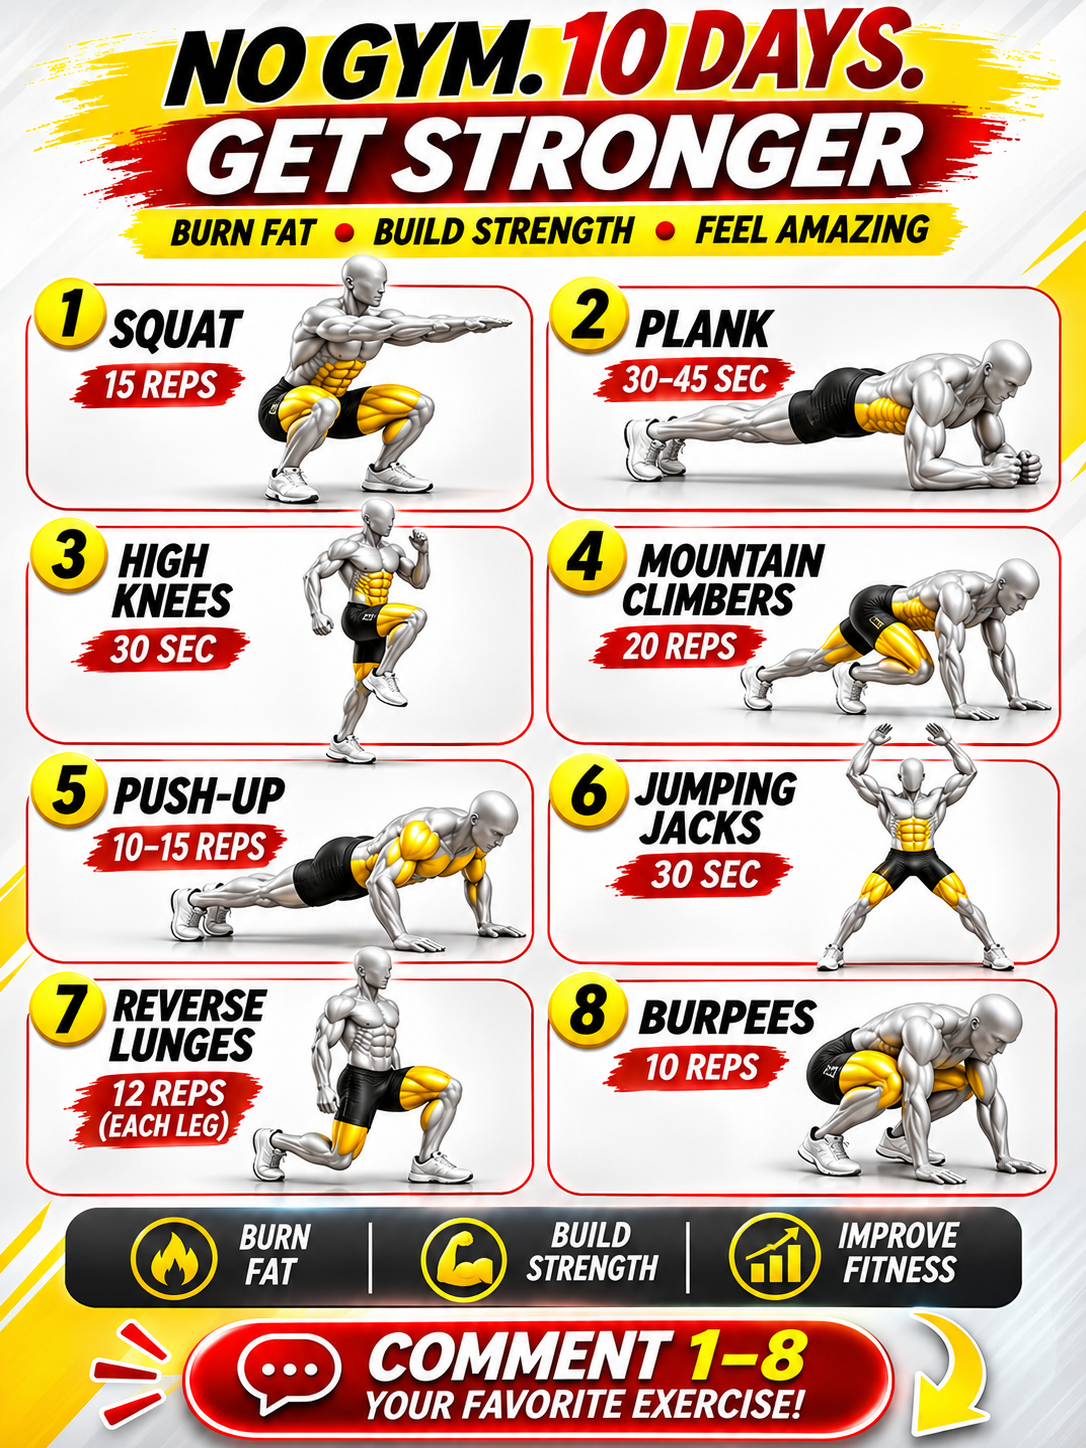 NO GYM. 10 DAYS.
GET STRONGER
BURN FAT • BUILD STRENGTH • FEEL AMAZING
1
SQUAT
15 REPS
2
PLANK
30–45 SEC
3
HIGH
KNEES
30 SEC
4
MOUNTAIN
CLIMBERS
20 REPS
5
PUSH-UP
10–15 REPS
6
JUMPING
JACKS
30 SEC
7
REVERSE
LUNGES
12 REPS
(EACH LEG)
8
BURPEES
10 REPS
BURN
FAT
BUILD
STRENGTH
IMPROVE
FITNESS
COMMENT 1–8
YOUR FAVORITE EXERCISE!